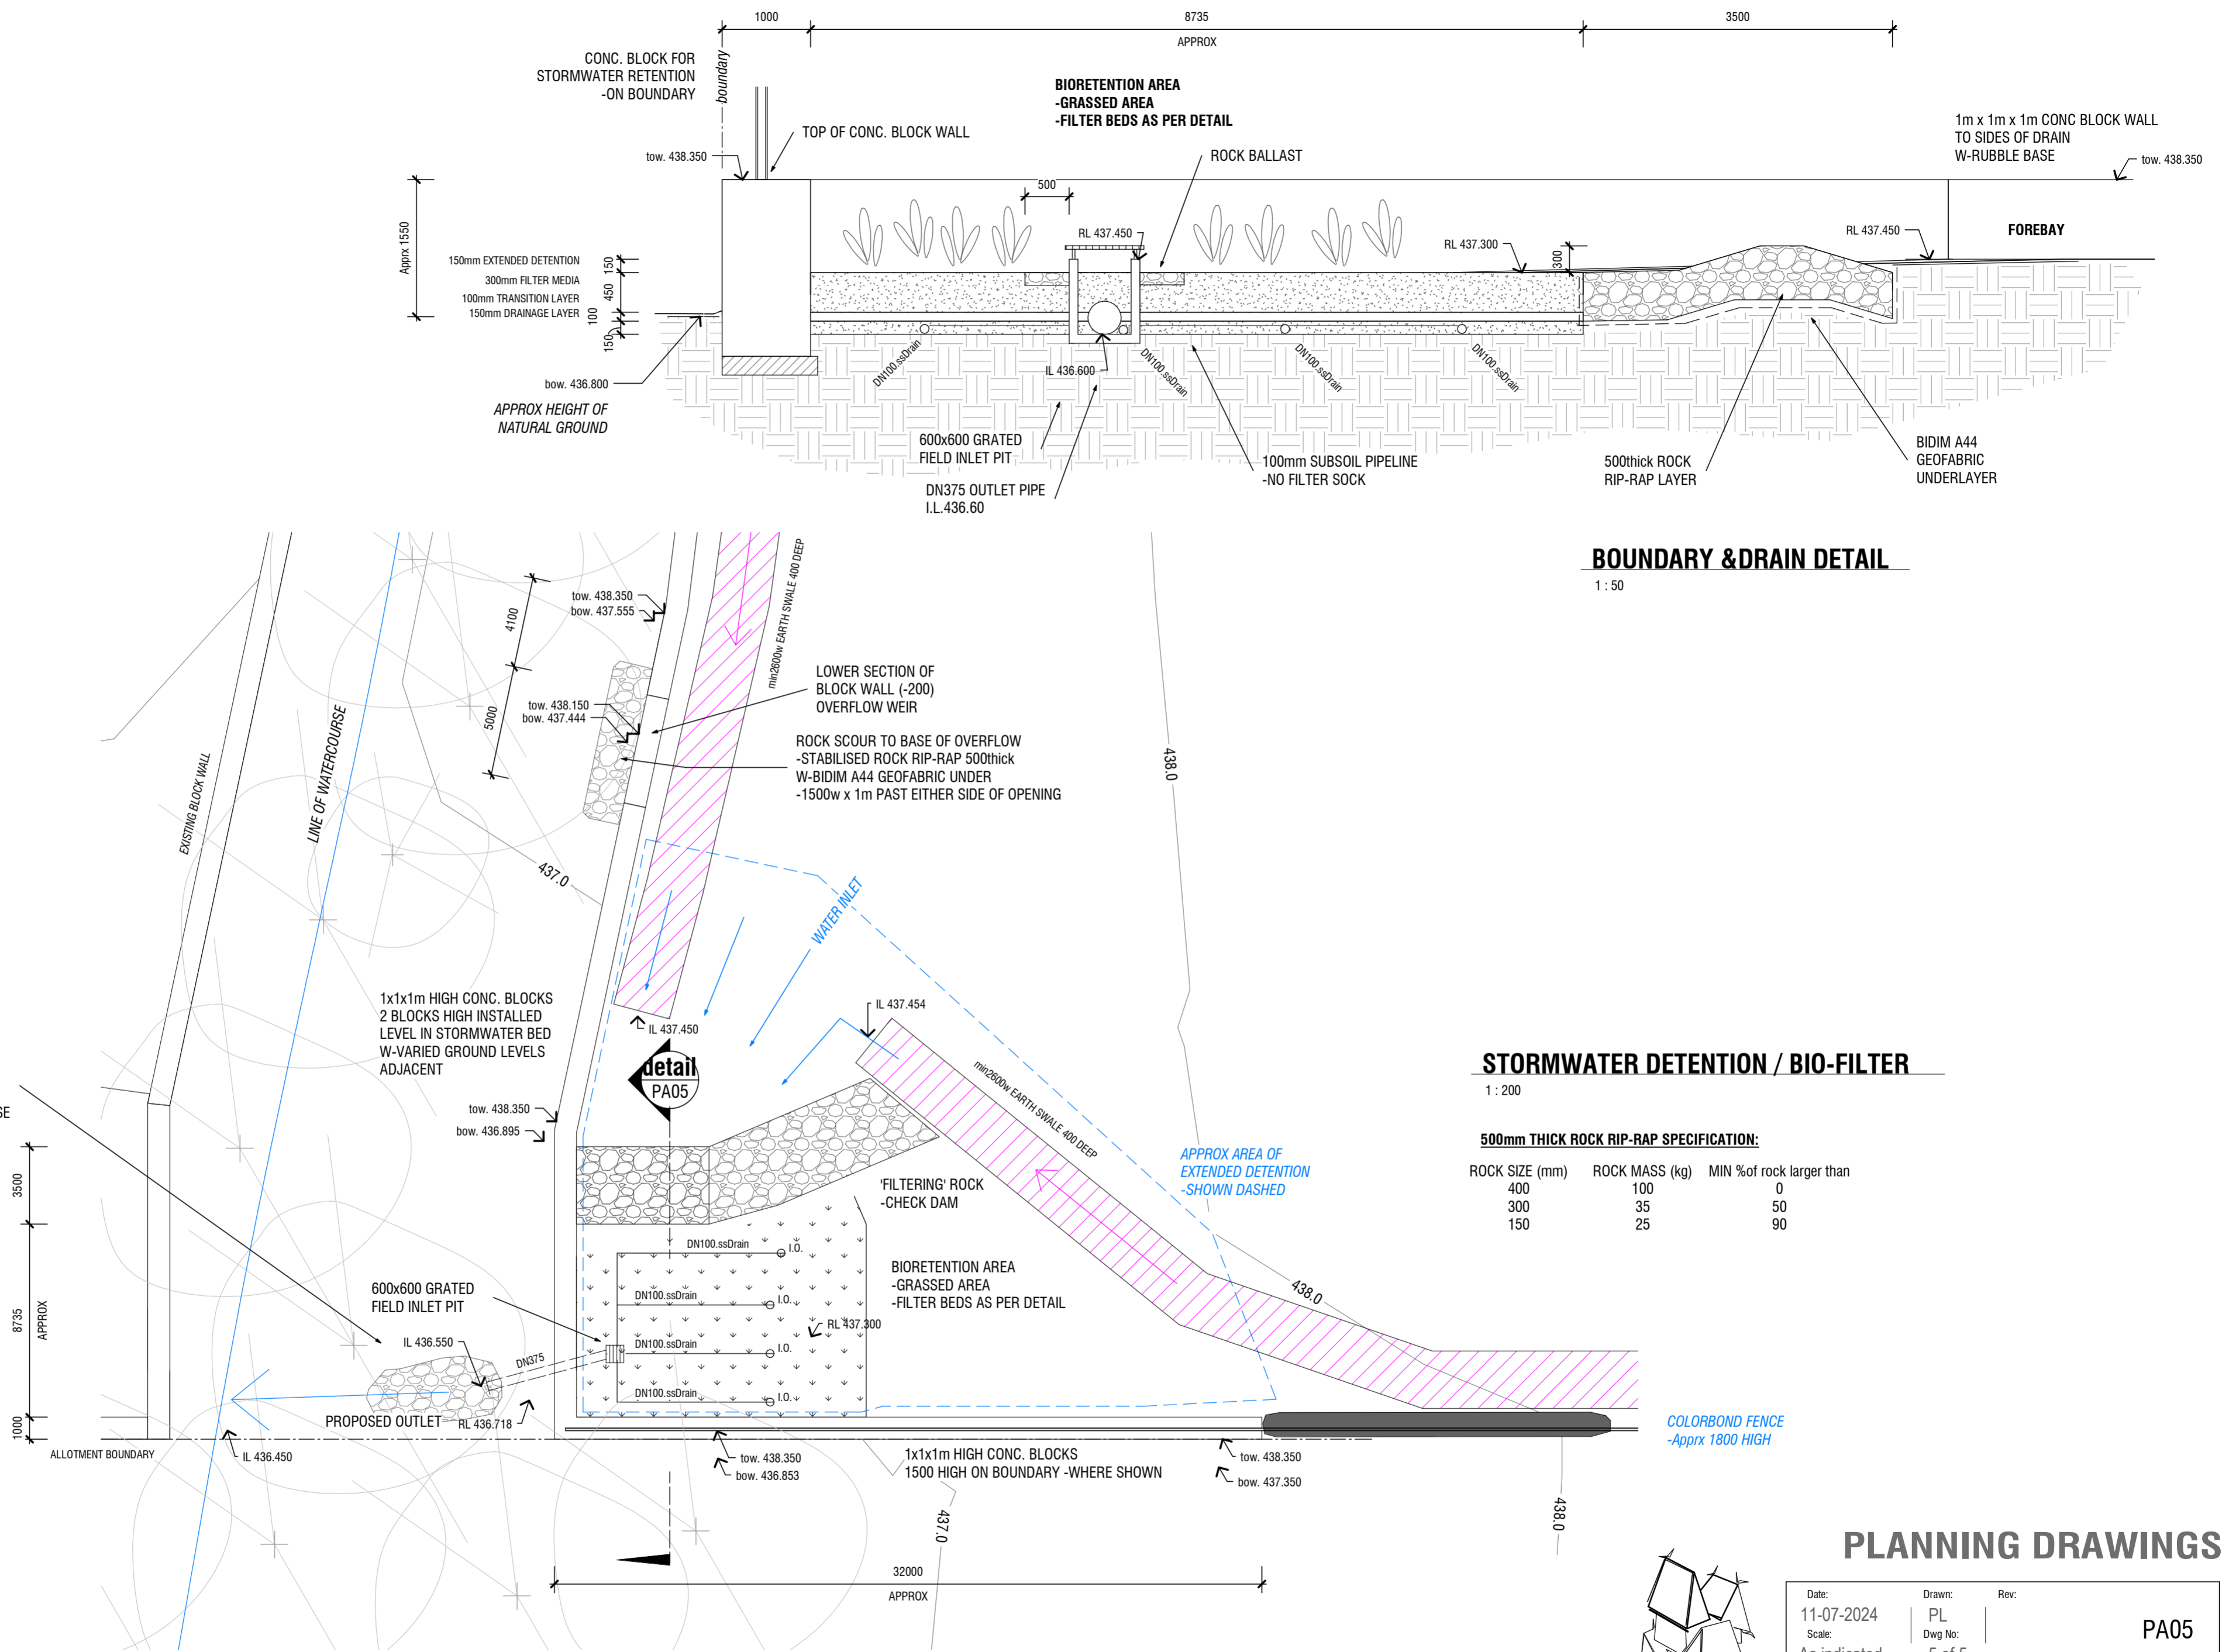 1000
8735
APPROX
3500
CONC. BLOCK FOR
STORMWATER RETENTION
-ON BOUNDARY
boundary
BIORETENTION AREA
-GRASSED AREA
-FILTER BEDS AS PER DETAIL
TOP OF CONC. BLOCK WALL
ROCK BALLAST
1m x 1m x 1m CONC BLOCK WALL
TO SIDES OF DRAIN
W-RUBBLE BASE
tow. 438.350
tow. 438.350
500
Apprx 1550
RL 437.450
RL 437.300
300
RL 437.450
FOREBAY
150mm EXTENDED DETENTION
300mm FILTER MEDIA
100mm TRANSITION LAYER
150mm DRAINAGE LAYER
150
450
100
150
bow. 436.800
APPROX HEIGHT OF
NATURAL GROUND
DN100.ssDrain
IL 436.600
DN100.ssDrain
DN100.ssDrain
DN100.ssDrain
600x600 GRATED
FIELD INLET PIT
DN375 OUTLET PIPE
I.L.436.60
100mm SUBSOIL PIPELINE
-NO FILTER SOCK
500thick ROCK
RIP-RAP LAYER
BIDIM A44
GEOFABRIC
UNDERLAYER
BOUNDARY &DRAIN DETAIL
1 : 50
4100
5000
tow. 438.350
bow. 437.555
min2600w EARTH SWALE 400 DEEP
LOWER SECTION OF
BLOCK WALL (-200)
OVERFLOW WEIR
tow. 438.150
bow. 437.444
ROCK SCOUR TO BASE OF OVERFLOW
-STABILISED ROCK RIP-RAP 500thick
W-BIDIM A44 GEOFABRIC UNDER
-1500w x 1m PAST EITHER SIDE OF OPENING
EXISTING BLOCK WALL
LINE OF WATERCOURSE
437.0
438.0
WATER INLET
1x1x1m HIGH CONC. BLOCKS
2 BLOCKS HIGH INSTALLED
LEVEL IN STORMWATER BED
W-VARIED GROUND LEVELS
ADJACENT
IL 437.450
IL 437.454
detail
PA05
min2600w EARTH SWALE 400 DEEP
SE
tow. 438.350
bow. 436.895
'FILTERING' ROCK
-CHECK DAM
APPROX AREA OF
EXTENDED DETENTION
-SHOWN DASHED
STORMWATER DETENTION / BIO-FILTER
1 : 200
500mm THICK ROCK RIP-RAP SPECIFICATION:
ROCK SIZE (mm) ROCK MASS (kg) MIN %of rock larger than
400 100 0
300 35 50
150 25 90
3500
8735
APPROX
1000
DN100.ssDrain I.O.
DN100.ssDrain I.O.
DN100.ssDrain I.O.
DN100.ssDrain I.O.
RL 437.300
BIORETENTION AREA
-GRASSED AREA
-FILTER BEDS AS PER DETAIL
438.0
600x600 GRATED
FIELD INLET PIT
IL 436.550
DN375
PROPOSED OUTLET
RL 436.718
ALLOTMENT BOUNDARY
IL 436.450
tow. 438.350
bow. 436.853
1x1x1m HIGH CONC. BLOCKS
1500 HIGH ON BOUNDARY -WHERE SHOWN
tow. 438.350
bow. 437.350
COLORBOND FENCE
-Apprx 1800 HIGH
437.0
438.0
32000
APPROX
PLANNING DRAWINGS
Date: Drawn: Rev:
11-07-2024 PL
Scale: Dwg No:
As indicated 5 of 5
PA05